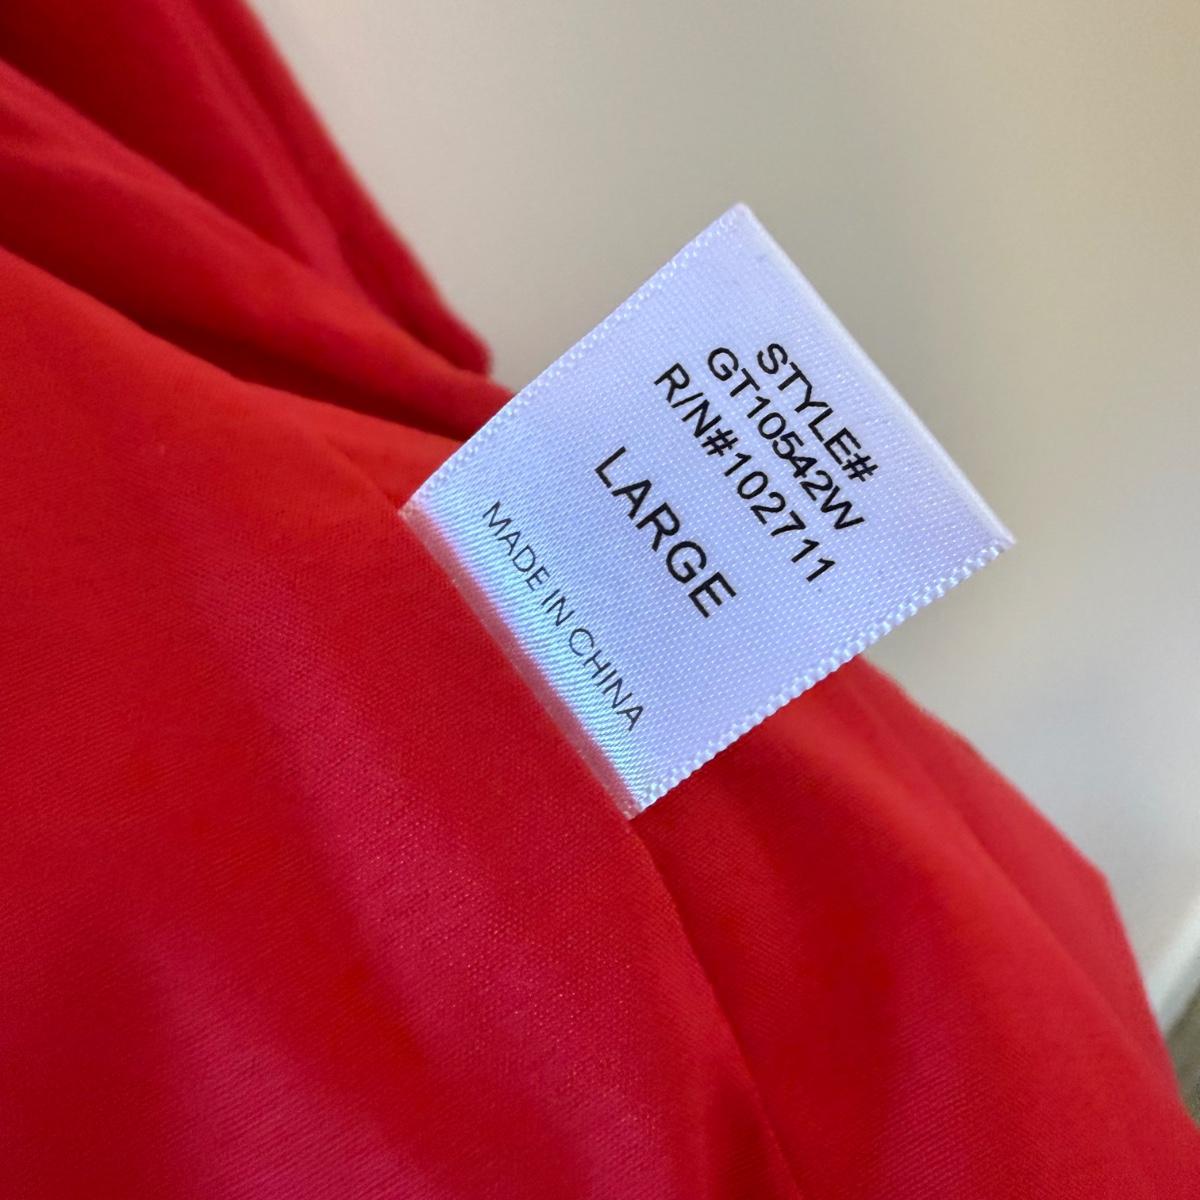 STYLE#
GT10542W
R/N#102711
LARGE
MADE IN CHINA